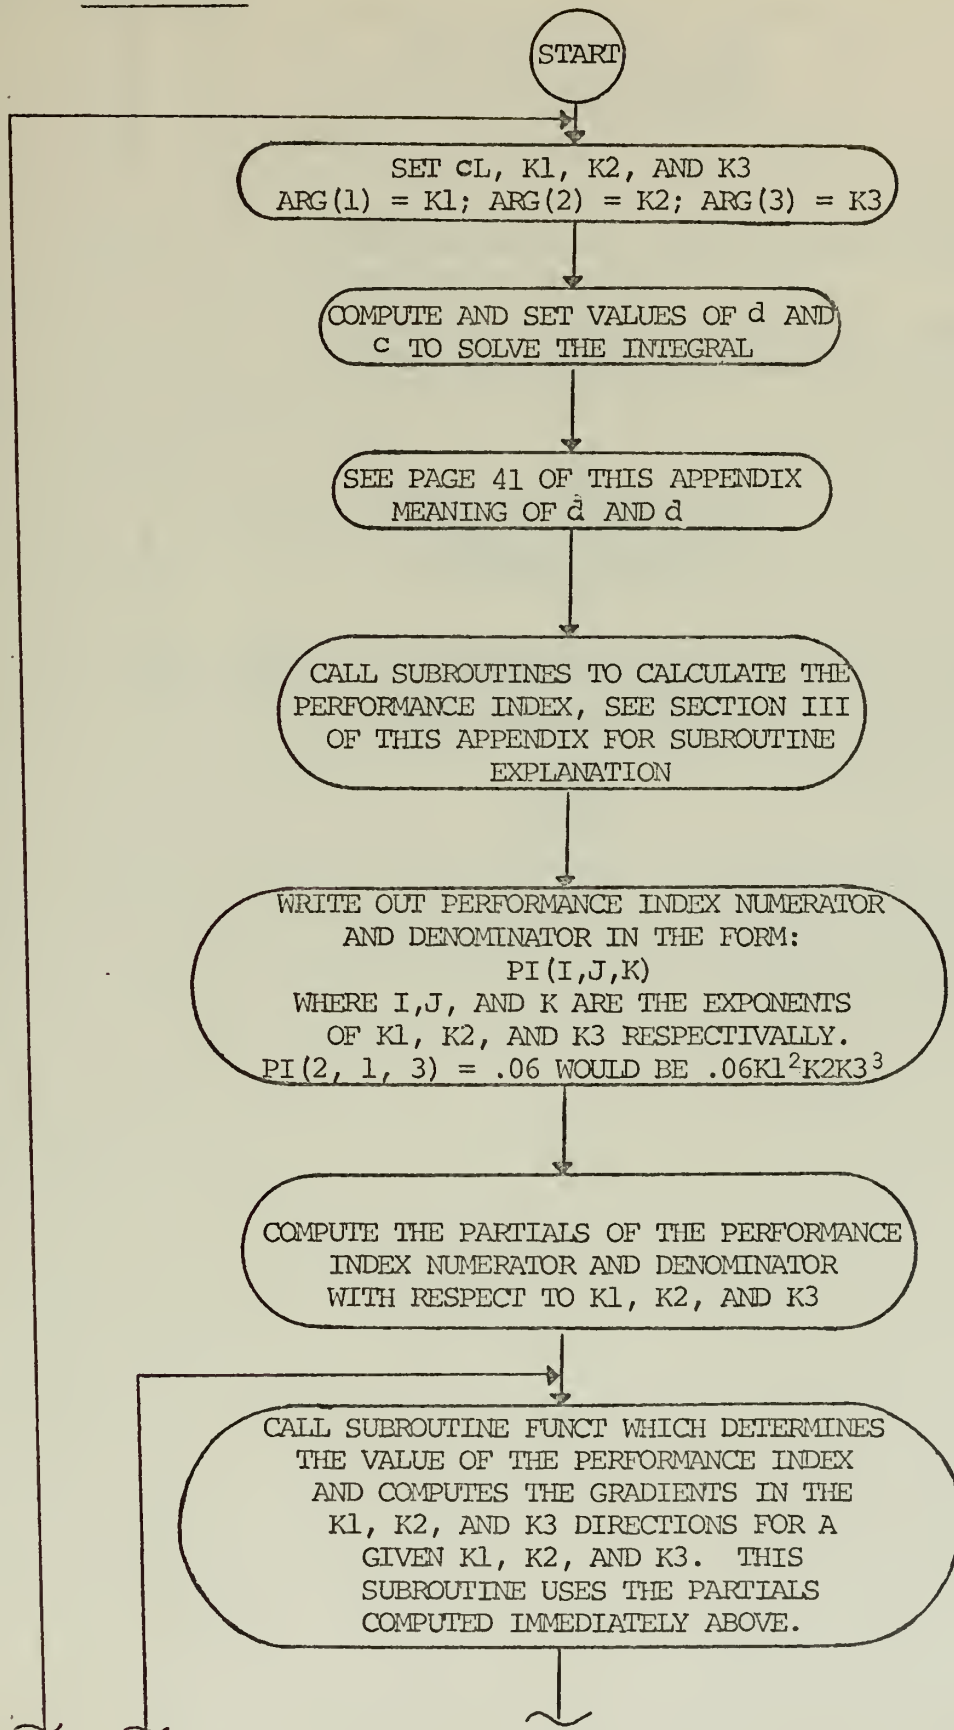 START
SET cL, K1, K2, AND K3
ARG(1) = K1; ARG(2) = K2; ARG(3) = K3
COMPUTE AND SET VALUES OF d AND
c TO SOLVE THE INTEGRAL
SEE PAGE 41 OF THIS APPENDIX
MEANING OF d AND d
CALL SUBROUTINES TO CALCULATE THE
PERFORMANCE INDEX, SEE SECTION III
OF THIS APPENDIX FOR SUBROUTINE
EXPLANATION
WRITE OUT PERFORMANCE INDEX NUMERATOR
AND DENOMINATOR IN THE FORM:
PI(I,J,K)
WHERE I,J, AND K ARE THE EXPONENTS
OF K1, K2, AND K3 RESPECTIVALLY.
PI(2, 1, 3) = .06 WOULD BE .06K1²K2K3³
COMPUTE THE PARTIALS OF THE PERFORMANCE
INDEX NUMERATOR AND DENOMINATOR
WITH RESPECT TO K1, K2, AND K3
CALL SUBROUTINE FUNCT WHICH DETERMINES
THE VALUE OF THE PERFORMANCE INDEX
AND COMPUTES THE GRADIENTS IN THE
K1, K2, AND K3 DIRECTIONS FOR A
GIVEN K1, K2, AND K3. THIS
SUBROUTINE USES THE PARTIALS
COMPUTED IMMEDIATELY ABOVE.